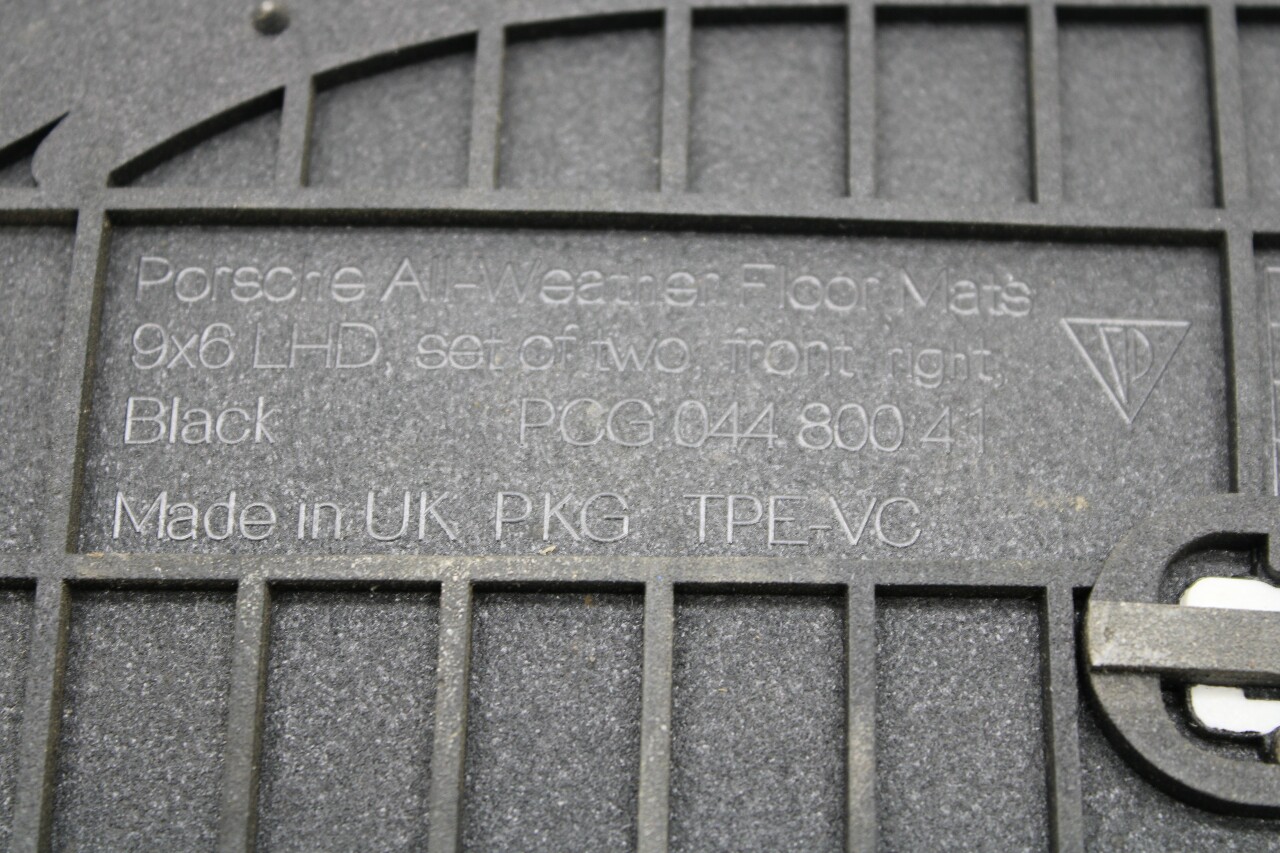 Porsche All-Weather Floor Mats
9x6 LHD, set of two, front right,
Black PCG 044 800 41
Made in UK PKG TPE-VC